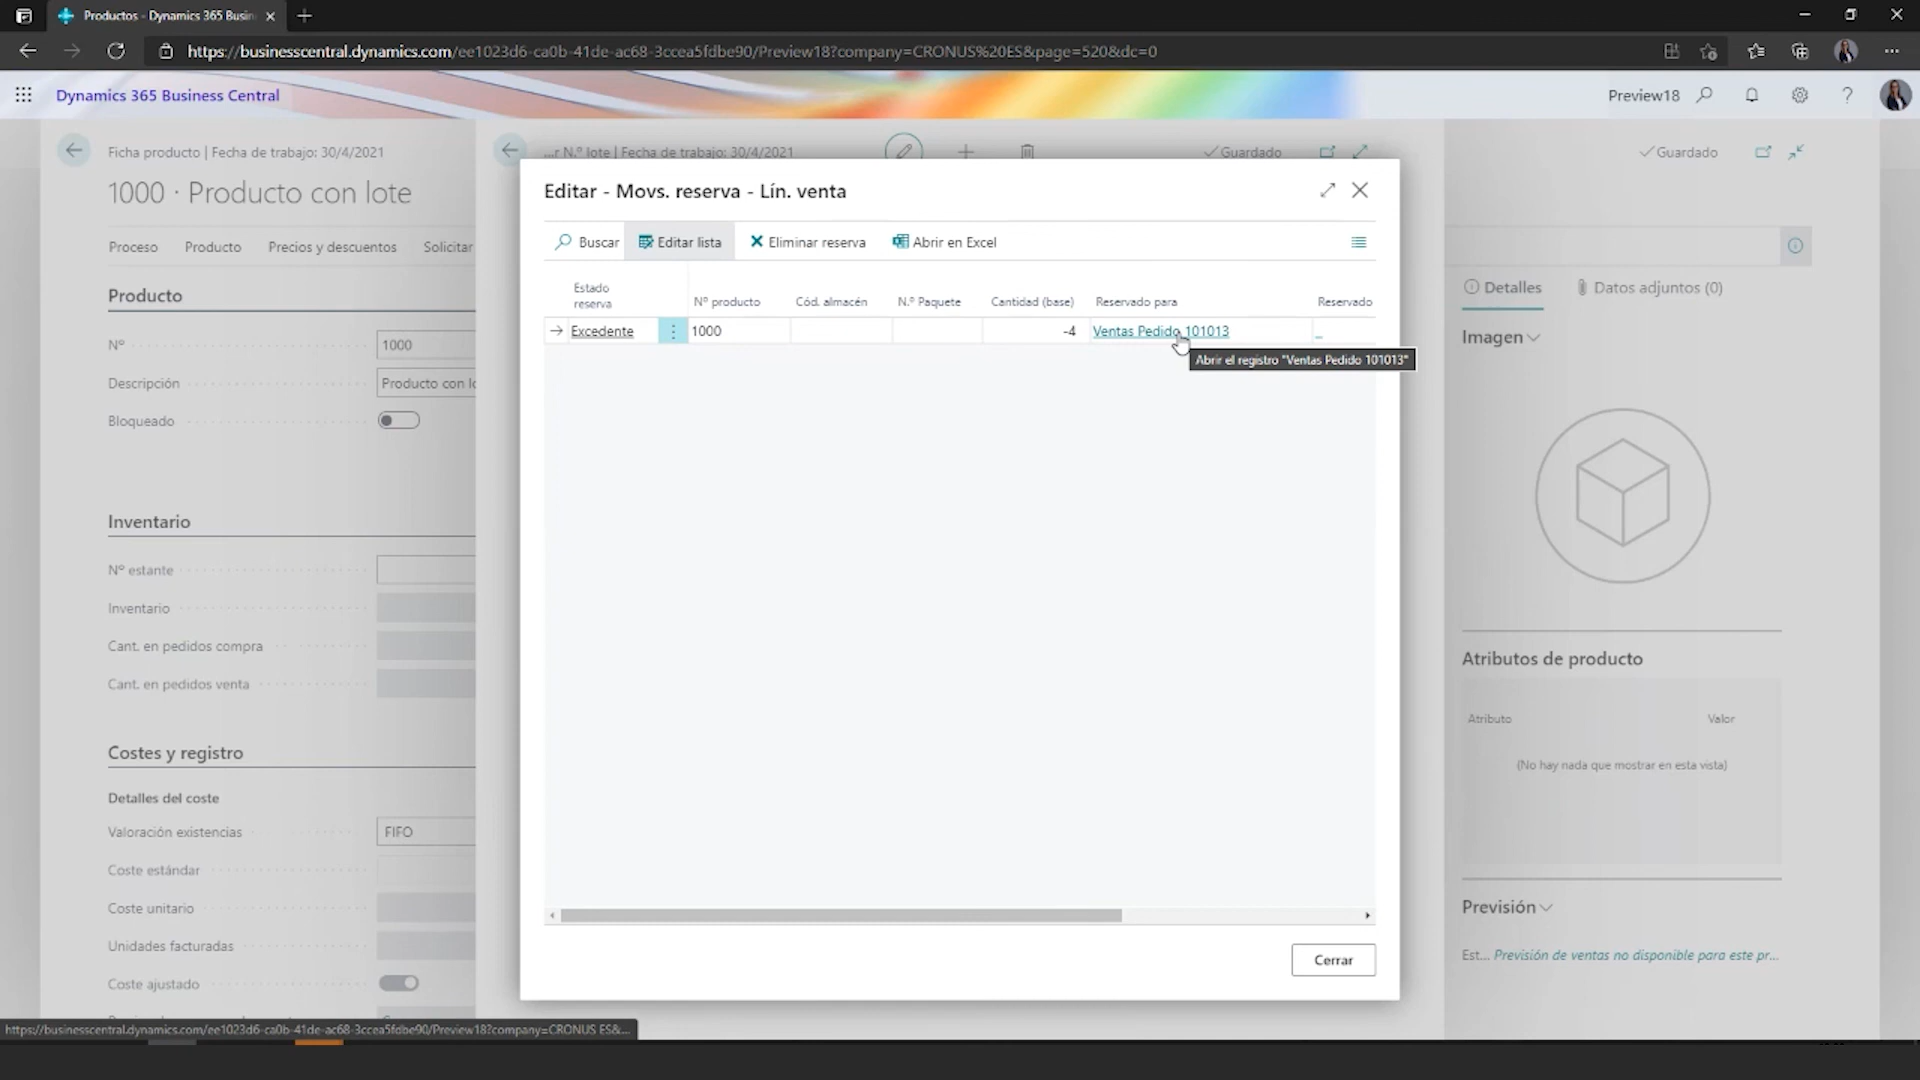 Productos - Dynamics 365 Busin
https://businesscentral.dynamics.com/ee1023d6-ca0b-41de-ac68-3ccea5fdbe90/Preview18?company=CRONUS%20ES&page=520&dc=0
Dynamics 365 Business Central
Preview18
Ficha producto | Fecha de trabajo: 30/4/2021
...r N.º lote | Fecha de trabajo: 30/4/2021
Guardado
Guardado
1000 · Producto con lote
Proceso
Producto
Precios y descuentos
Solicitar
Producto
Nº
1000
Descripción
Producto con lo
Bloqueado
Inventario
Nº estante
Inventario
Cant. en pedidos compra
Cant. en pedidos venta
Costes y registro
Detalles del coste
Valoración existencias
FIFO
Coste estándar
Coste unitario
Unidades facturadas
Coste ajustado
Editar - Movs. reserva - Lín. venta
Buscar
Editar lista
Eliminar reserva
Abrir en Excel
Estado reserva
Nº producto
Cód. almacén
N.º Paquete
Cantidad (base)
Reservado para
Reservado
Excedente
1000
-4
Ventas Pedido 101013
_
Abrir el registro "Ventas Pedido 101013"
Cerrar
Detalles
Datos adjuntos (0)
Imagen
Atributos de producto
Atributo
Valor
(No hay nada que mostrar en esta vista)
Previsión
Est... Previsión de ventas no disponible para este pr...
https://businesscentral.dynamics.com/ee1023d6-ca0b-41de-ac68-3ccea5fdbe90/Preview18?company=CRONUS ES&...